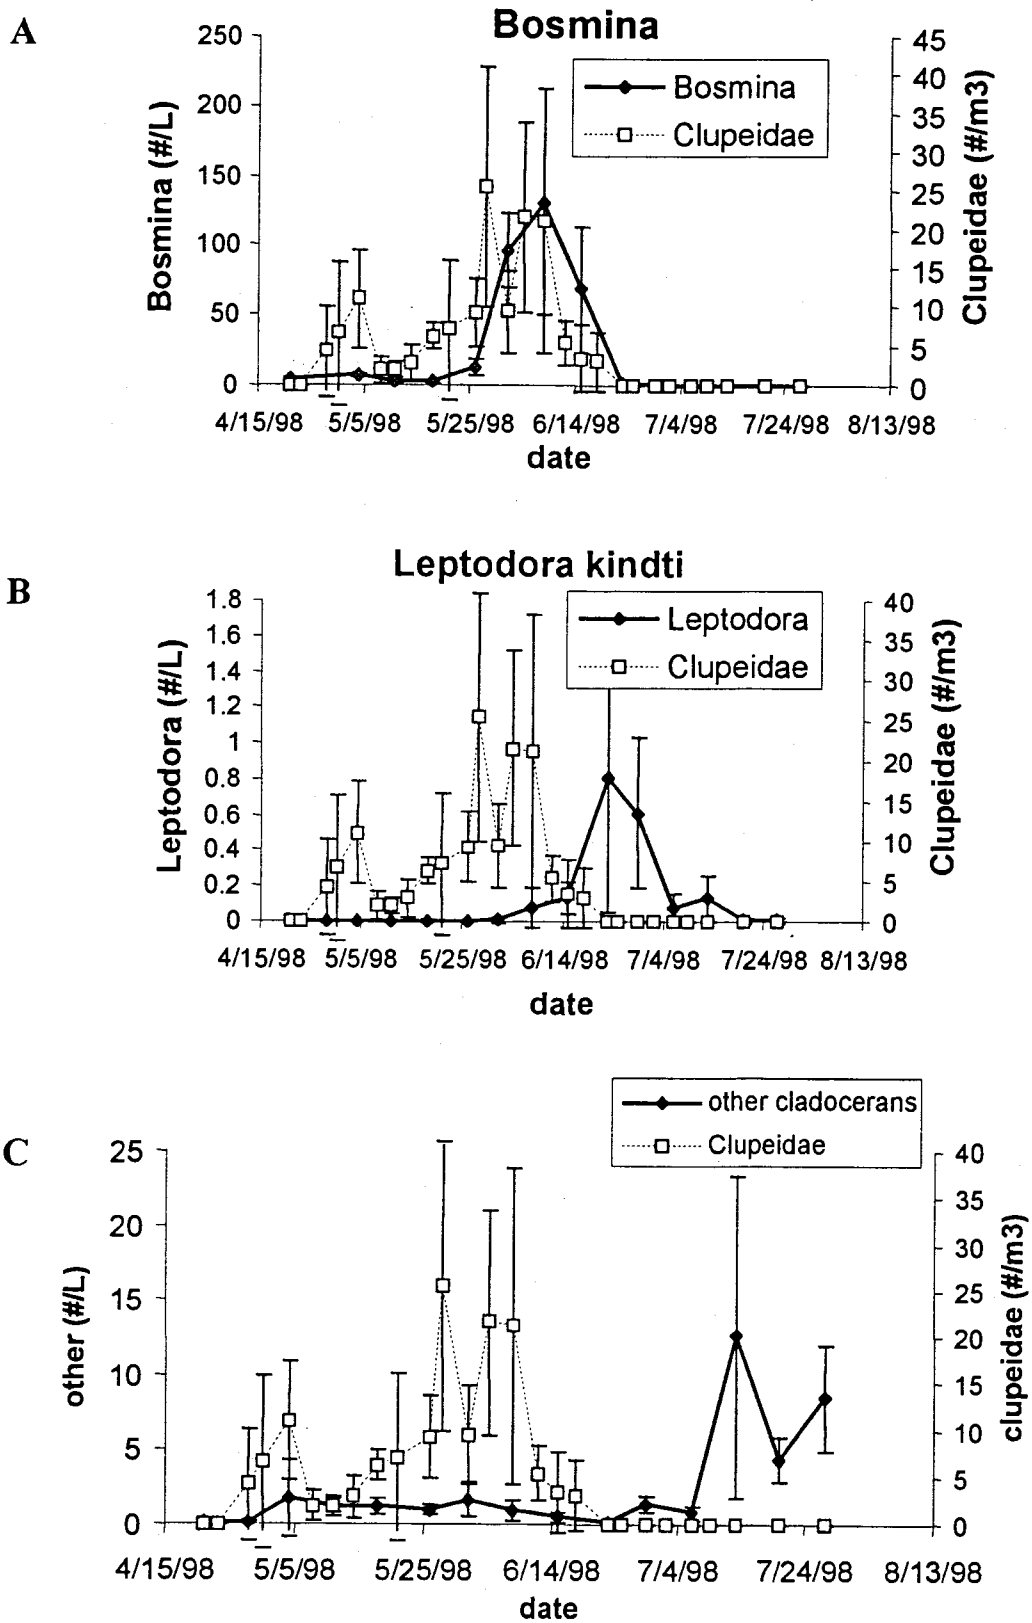 A
Bosmina
250
200
150
100
50
0
Bosmina (#/L)
45
40
35
30
25
20
15
10
5
0
Clupeidae (#/m3)
Bosmina
Clupeidae
4/15/98 5/5/98 5/25/98 6/14/98 7/4/98 7/24/98 8/13/98
date
B
Leptodora kindti
1.8
1.6
1.4
1.2
1
0.8
0.6
0.4
0.2
0
Leptodora (#/L)
40
35
30
25
20
15
10
5
0
Clupeidae (#/m3)
Leptodora
Clupeidae
4/15/98 5/5/98 5/25/98 6/14/98 7/4/98 7/24/98 8/13/98
date
C
other cladocerans
Clupeidae
25
20
15
10
5
0
other (#/L)
40
35
30
25
20
15
10
5
0
clupeidae (#/m3)
4/15/98 5/5/98 5/25/98 6/14/98 7/4/98 7/24/98 8/13/98
date